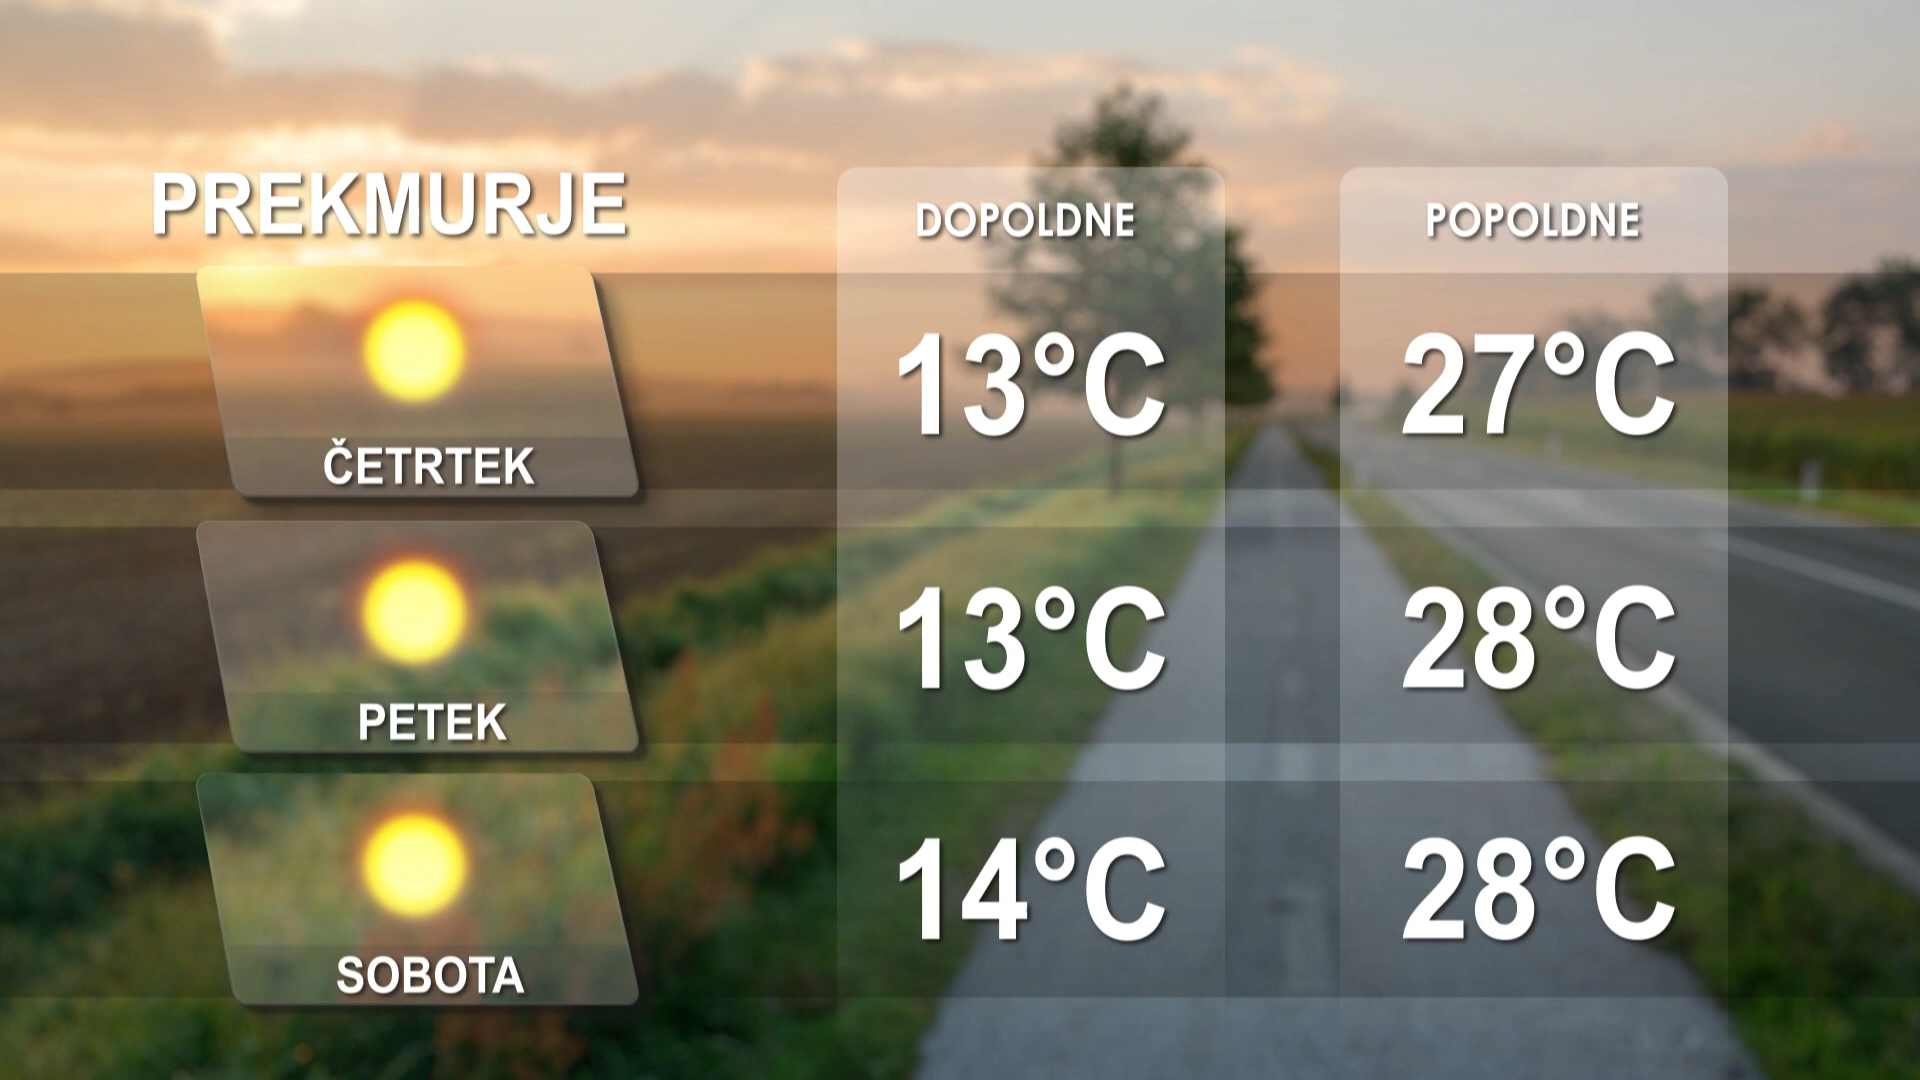 PREKMURJE
DOPOLDNE POPOLDNE
ČETRTEK 13°C 27°C
PETEK 13°C 28°C
SOBOTA 14°C 28°C